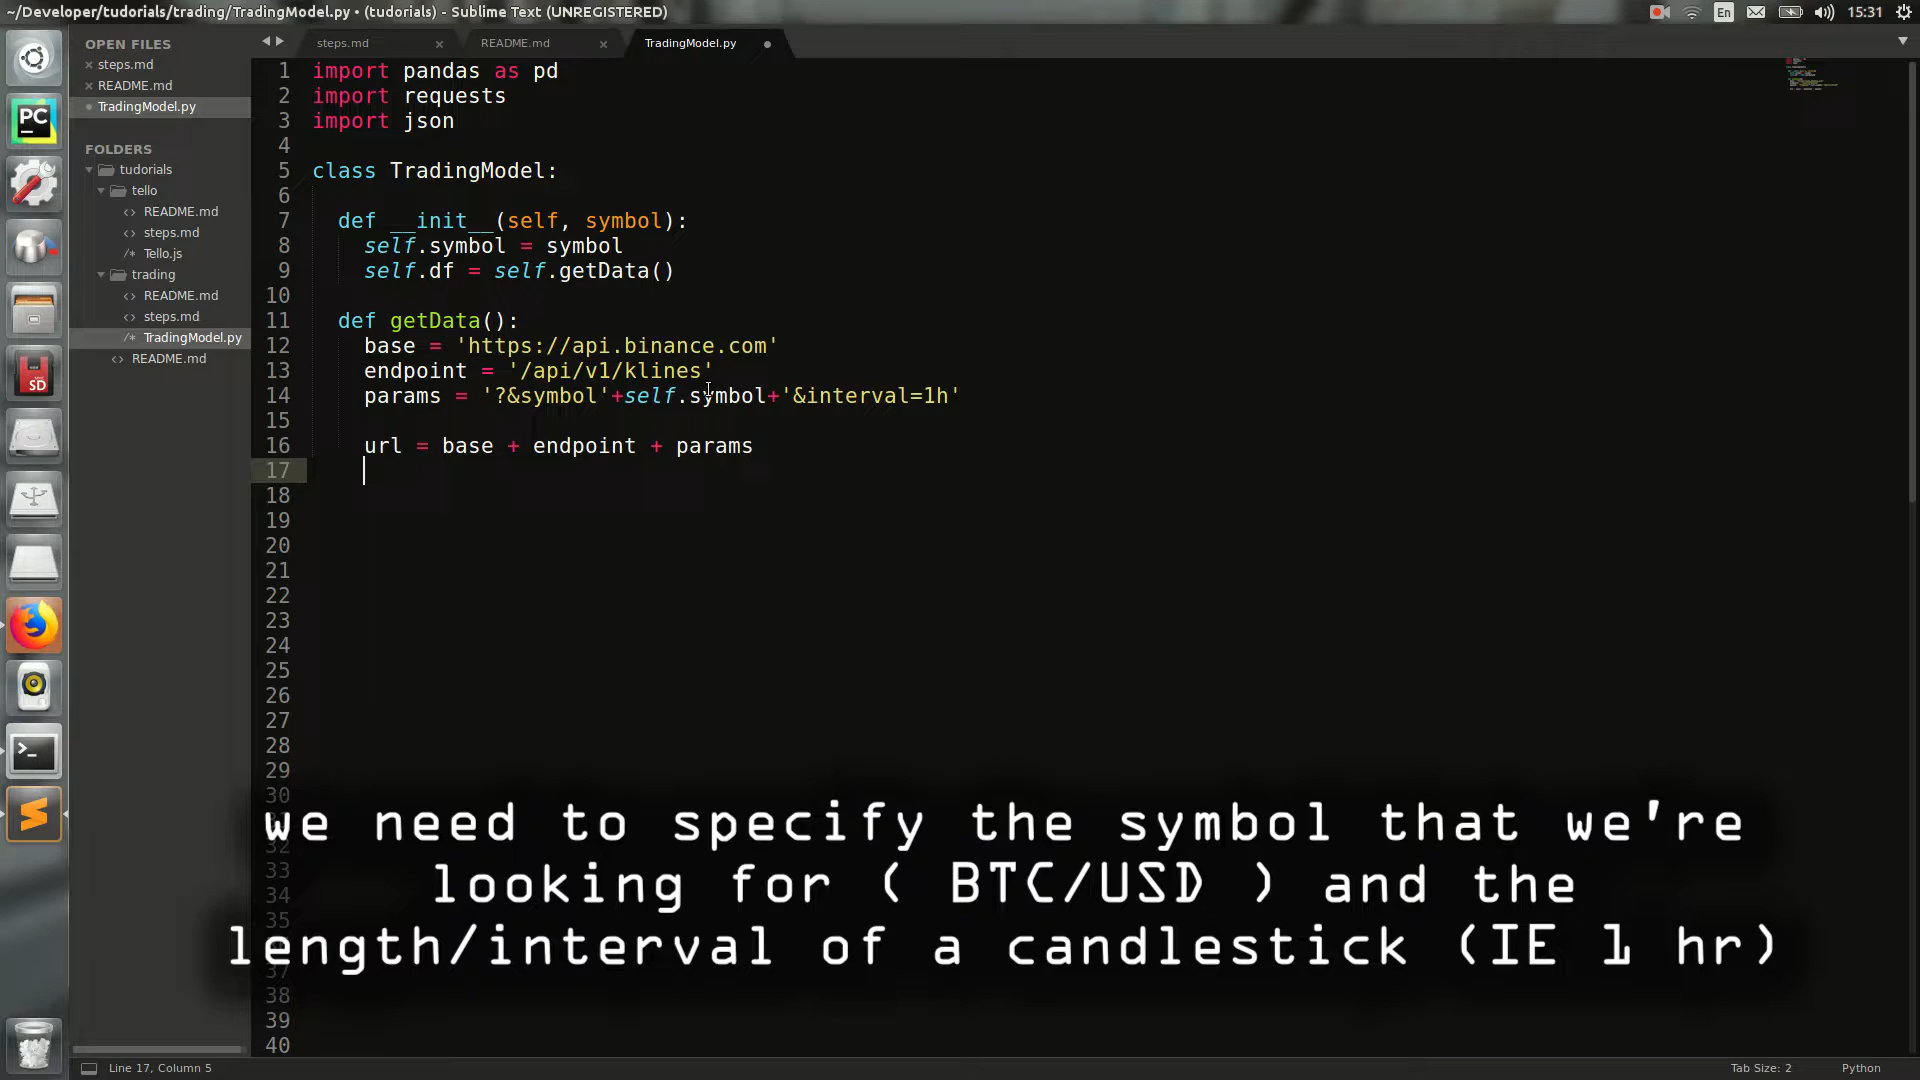 ~/Developer/tudorials/trading/TradingModel.py • (tudorials) - Sublime Text (UNREGISTERED)
En
15:31
OPEN FILES
steps.md
README.md
TradingModel.py
FOLDERS
tudorials
tello
README.md
steps.md
Tello.js
trading
README.md
steps.md
TradingModel.py
README.md
steps.md
README.md
TradingModel.py
1 import pandas as pd
2 import requests
3 import json
4
5 class TradingModel:
6
7 def __init__(self, symbol):
8 self.symbol = symbol
9 self.df = self.getData()
10
11 def getData():
12 base = 'https://api.binance.com'
13 endpoint = '/api/v1/klines'
14 params = '?&symbol'+self.symbol+'&interval=1h'
15
16 url = base + endpoint + params
17
18
19
20
21
22
23
24
25
26
27
28
29
30
we need to specify the symbol that we're
32
33
looking for ( BTC/USD ) and the
34
35
length/interval of a candlestick (IE 1 hr)
37
38
39
40
PC
SD
Line 17, Column 5
Tab Size: 2
Python